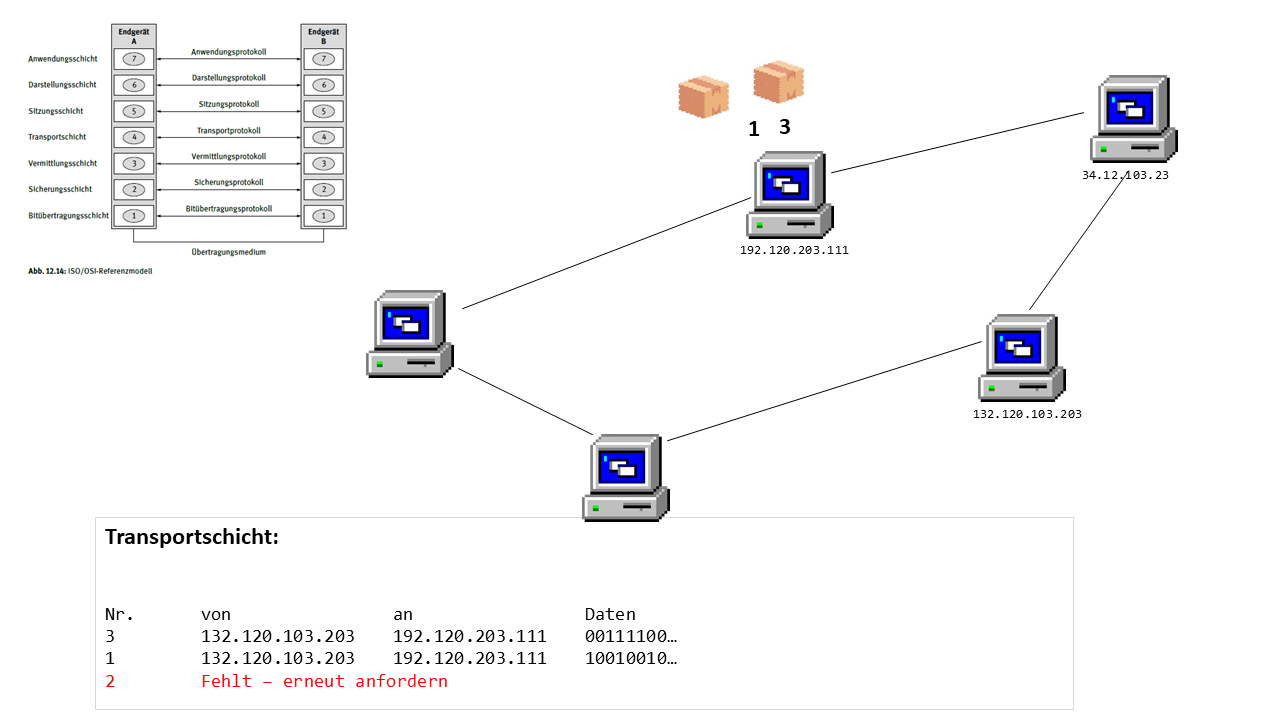 Endgerät A
Endgerät B
Anwendungsschicht 7 Anwendungsprotokoll 7
Darstellungsschicht 6 Darstellungsprotokoll 6
Sitzungsschicht 5 Sitzungsprotokoll 5
Transportschicht 4 Transportprotokoll 4
Vermittlungsschicht 3 Vermittlungsprotokoll 3
Sicherungsschicht 2 Sicherungsprotokoll 2
Bitübertragungsschicht 1 Bitübertragungsprotokoll 1
Übertragungsmedium
Abb. 12.14: ISO/OSI-Referenzmodell
1 3
192.120.203.111
34.12.103.23
132.120.103.203
Transportschicht:
Nr. von an Daten
3 132.120.103.203 192.120.203.111 00111100…
1 132.120.103.203 192.120.203.111 10010010…
2 Fehlt – erneut anfordern